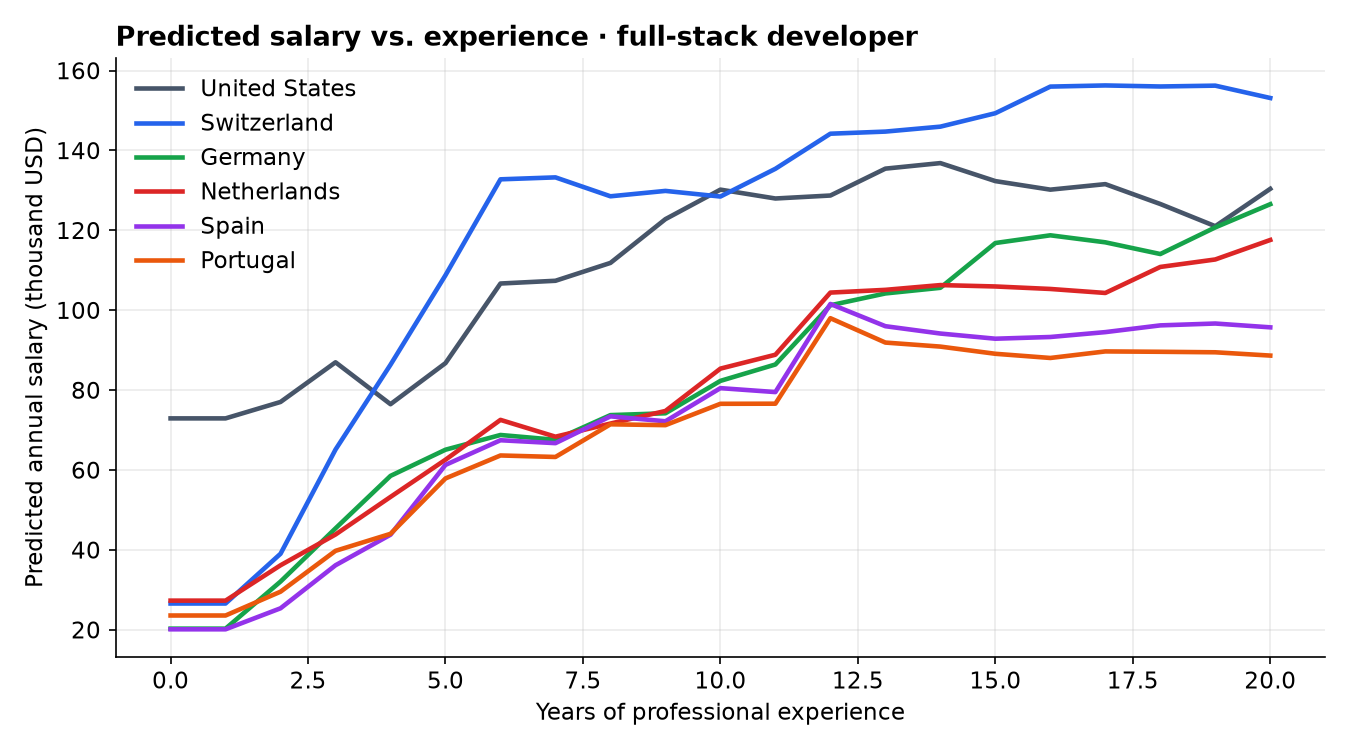 Predicted salary vs. experience · full-stack developer
United States
Switzerland
Germany
Netherlands
Spain
Portugal
Predicted annual salary (thousand USD)
160
140
120
100
80
60
40
20
0.0 2.5 5.0 7.5 10.0 12.5 15.0 17.5 20.0
Years of professional experience